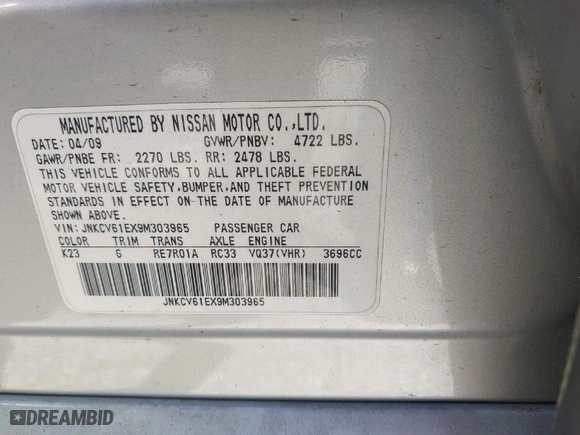 MANUFACTURED BY NISSAN MOTOR CO.,LTD.
DATE: 04/09 GVWR/PNBV: 4722 LBS.
GAWR/PNBE FR: 2270 LBS. RR: 2478 LBS.
THIS VEHICLE CONFORMS TO ALL APPLICABLE FEDERAL
MOTOR VEHICLE SAFETY,BUMPER,AND THEFT PREVENTION
STANDARDS IN EFFECT ON THE DATE OF MANUFACTURE
SHOWN ABOVE.
VIN: JNKCV61EX9M303965 PASSENGER CAR
COLOR TRIM TRANS AXLE ENGINE
K23 G RE7R01A RC33 VQ37(VHR) 3696CC
JNKCV61EX9M303965
DREAMBID